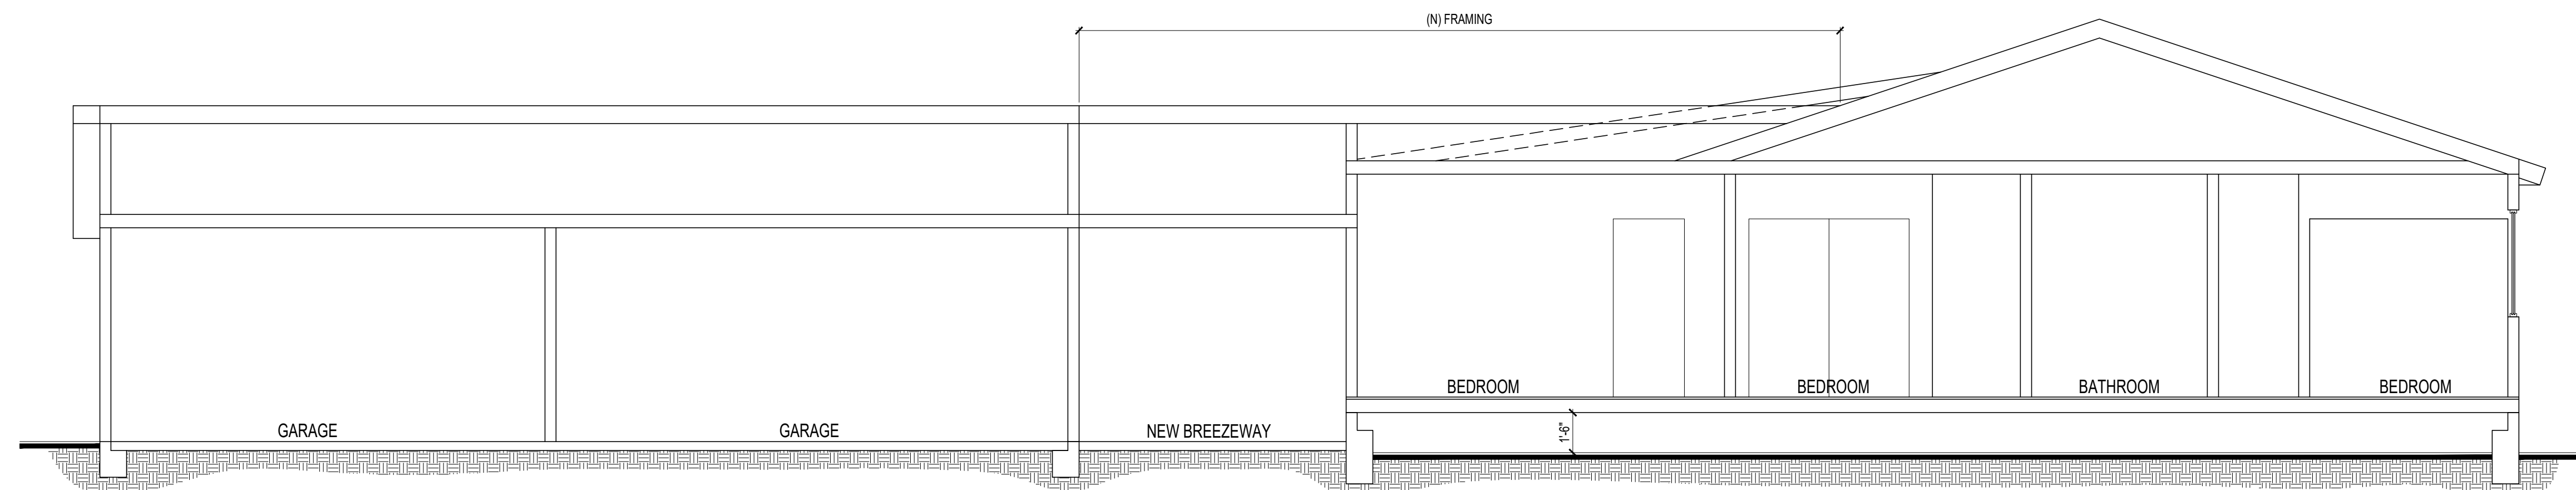 (N) FRAMING
BEDROOM
BEDROOM
BATHROOM
BEDROOM
GARAGE
GARAGE
NEW BREEZEWAY
1'-6"